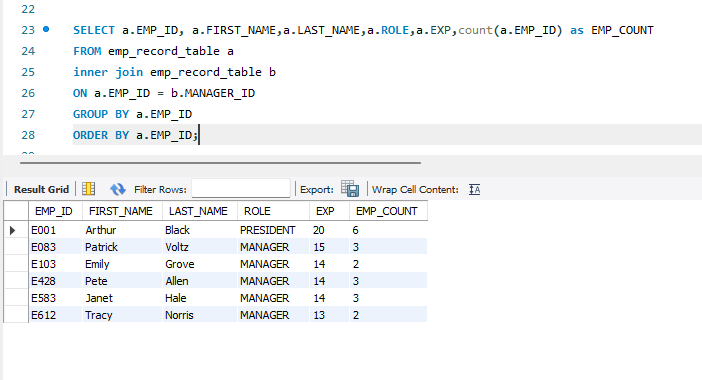 22
23 SELECT a.EMP_ID, a.FIRST_NAME,a.LAST_NAME,a.ROLE,a.EXP,count(a.EMP_ID) as EMP_COUNT
24 FROM emp_record_table a
25 inner join emp_record_table b
26 ON a.EMP_ID = b.MANAGER_ID
27 GROUP BY a.EMP_ID
28 ORDER BY a.EMP_ID;
Result Grid Filter Rows: Export: Wrap Cell Content: IA
EMP_ID FIRST_NAME LAST_NAME ROLE EXP EMP_COUNT
E001 Arthur Black PRESIDENT 20 6
E083 Patrick Voltz MANAGER 15 3
E103 Emily Grove MANAGER 14 2
E428 Pete Allen MANAGER 14 3
E583 Janet Hale MANAGER 14 3
E612 Tracy Norris MANAGER 13 2